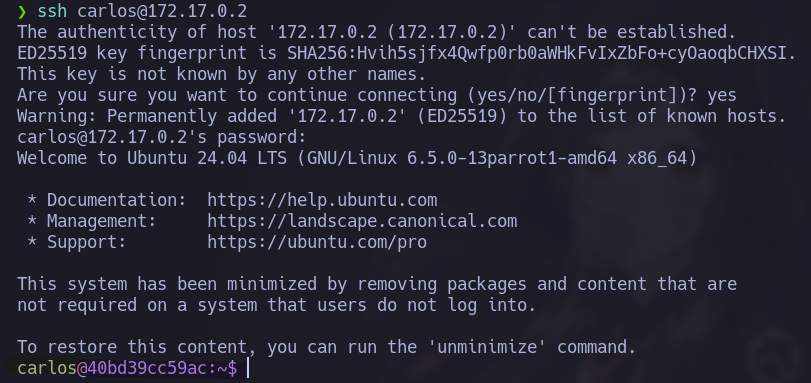 ❯ ssh carlos@172.17.0.2
The authenticity of host '172.17.0.2 (172.17.0.2)' can't be established.
ED25519 key fingerprint is SHA256:Hvih5sjfx4Qwfp0rb0aWHkFvIxZbFo+cyOaoqbCHXSI.
This key is not known by any other names.
Are you sure you want to continue connecting (yes/no/[fingerprint])? yes
Warning: Permanently added '172.17.0.2' (ED25519) to the list of known hosts.
carlos@172.17.0.2's password:
Welcome to Ubuntu 24.04 LTS (GNU/Linux 6.5.0-13parrot1-amd64 x86_64)
* Documentation: https://help.ubuntu.com
* Management: https://landscape.canonical.com
* Support: https://ubuntu.com/pro
This system has been minimized by removing packages and content that are
not required on a system that users do not log into.
To restore this content, you can run the 'unminimize' command.
carlos@40bd39cc59ac:~$